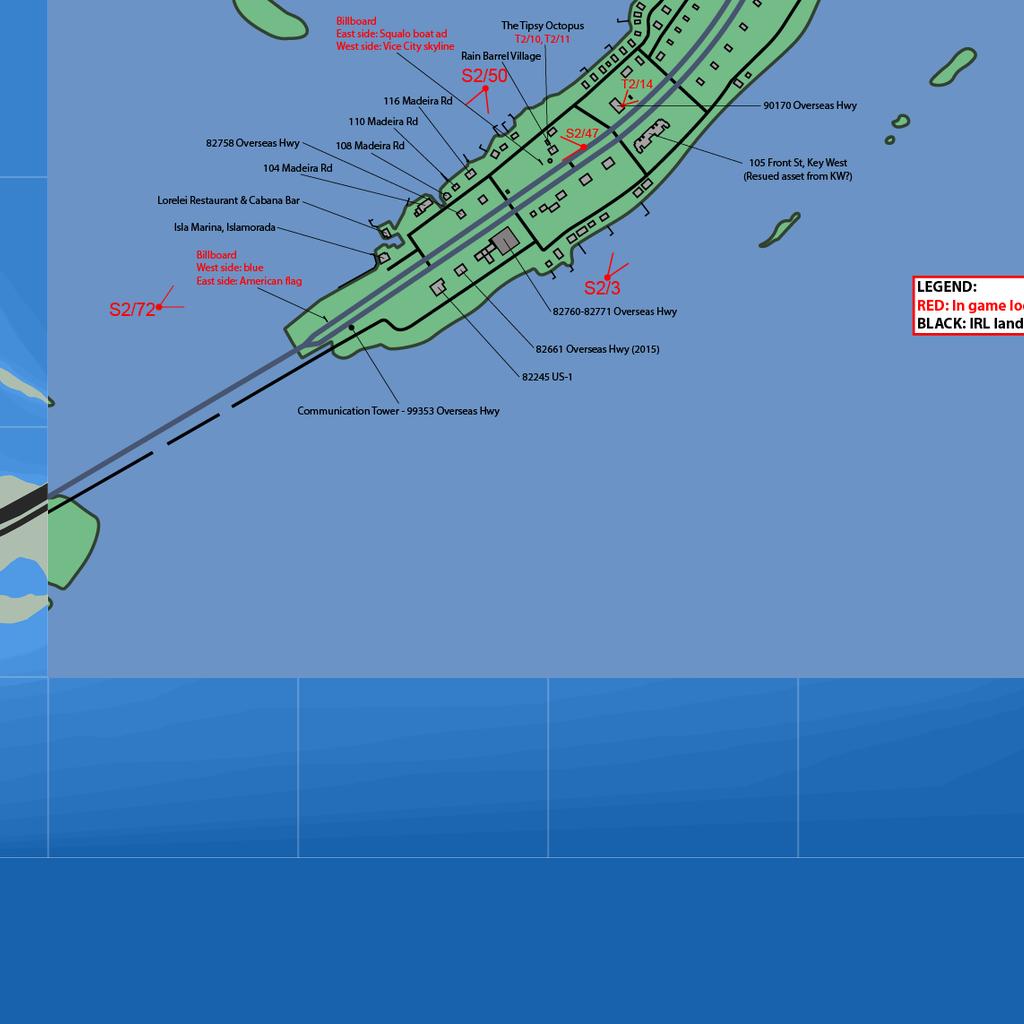 Billboard
East side: Squalo boat ad
West side: Vice City skyline
The Tipsy Octopus
T2/10, T2/11
Rain Barrel Village
S2/50
T2/14
116 Madeira Rd
90170 Overseas Hwy
110 Madeira Rd
S2/47
82758 Overseas Hwy
108 Madeira Rd
105 Front St, Key West
(Resued asset from KW?)
104 Madeira Rd
Lorelei Restaurant & Cabana Bar
Isla Marina, Islamorada
Billboard
West side: blue
East side: American flag
S2/3
LEGEND:
RED: In game lo
BLACK: IRL land
S2/72
82760-82771 Overseas Hwy
82661 Overseas Hwy (2015)
82245 US-1
Communication Tower - 99353 Overseas Hwy